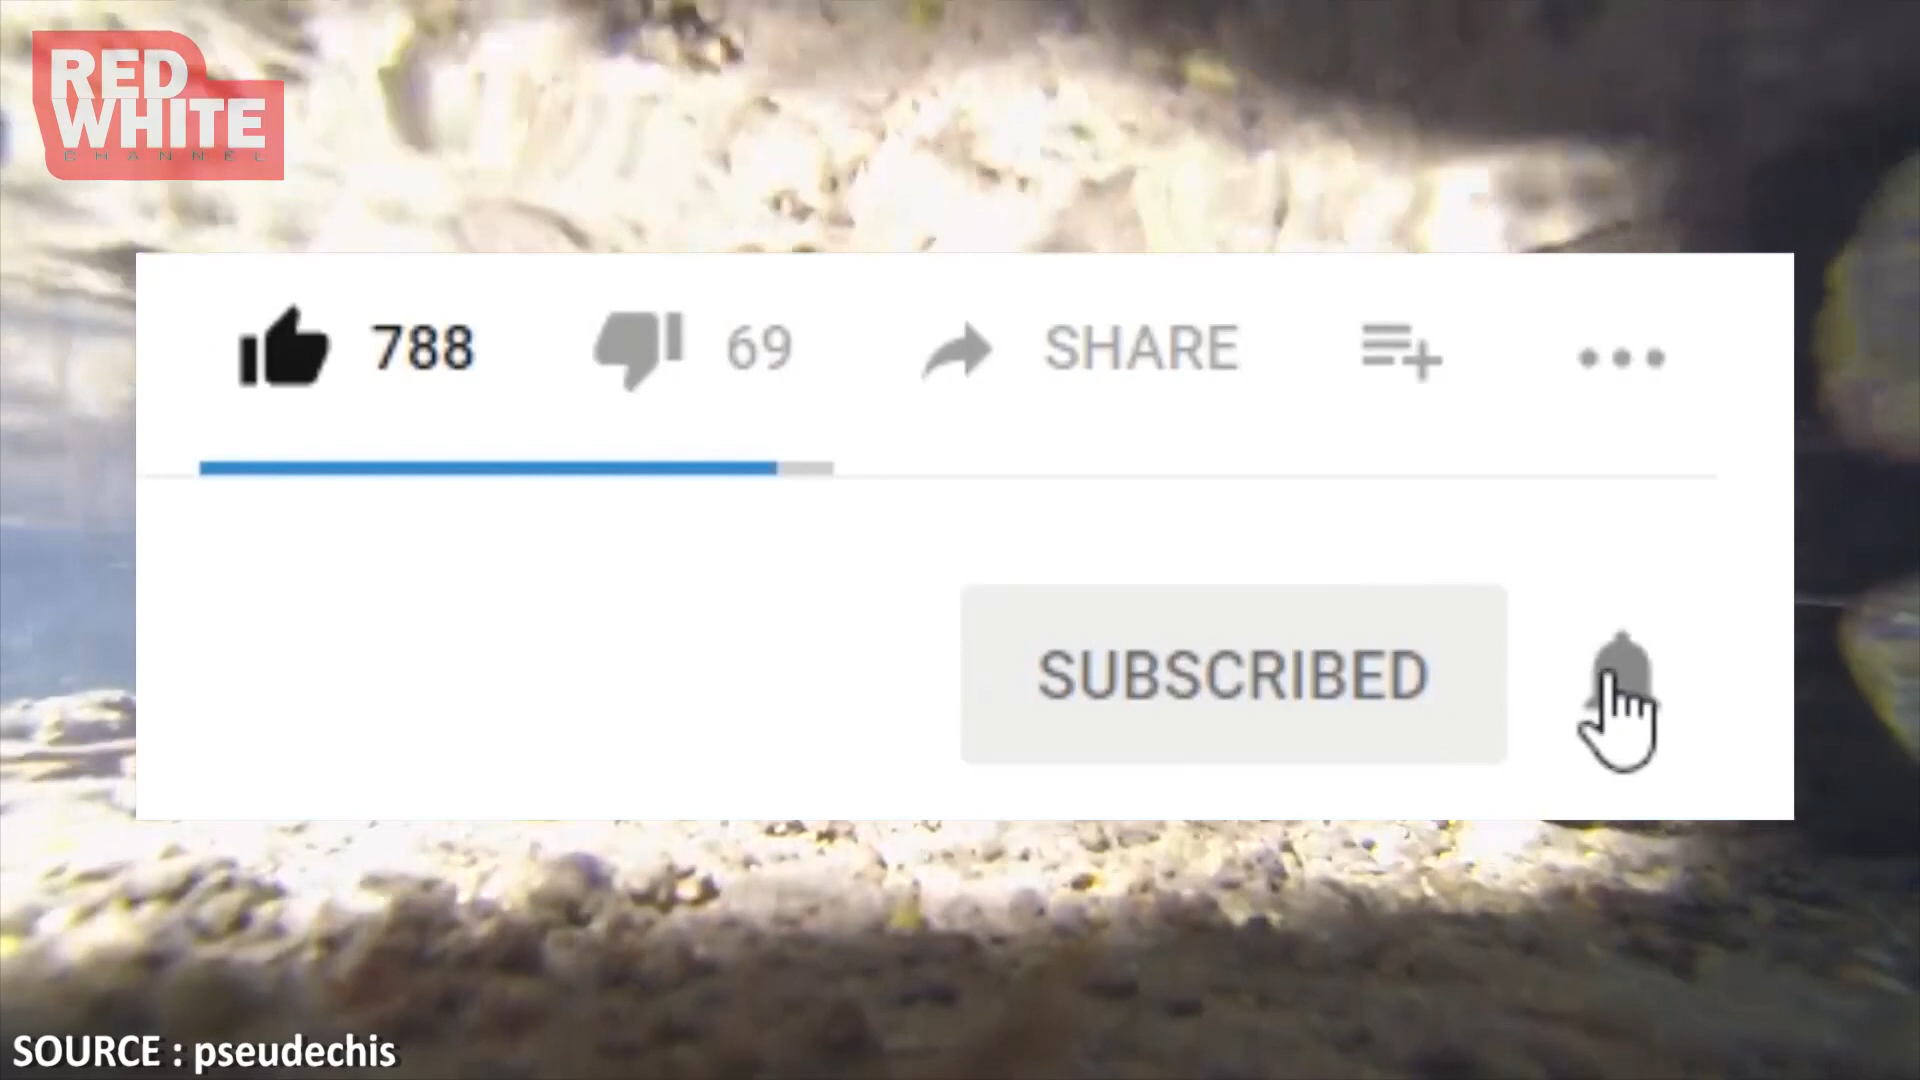 RED
WHITE
CHANNEL
788
69
SHARE
SUBSCRIBED
SOURCE : pseudechis